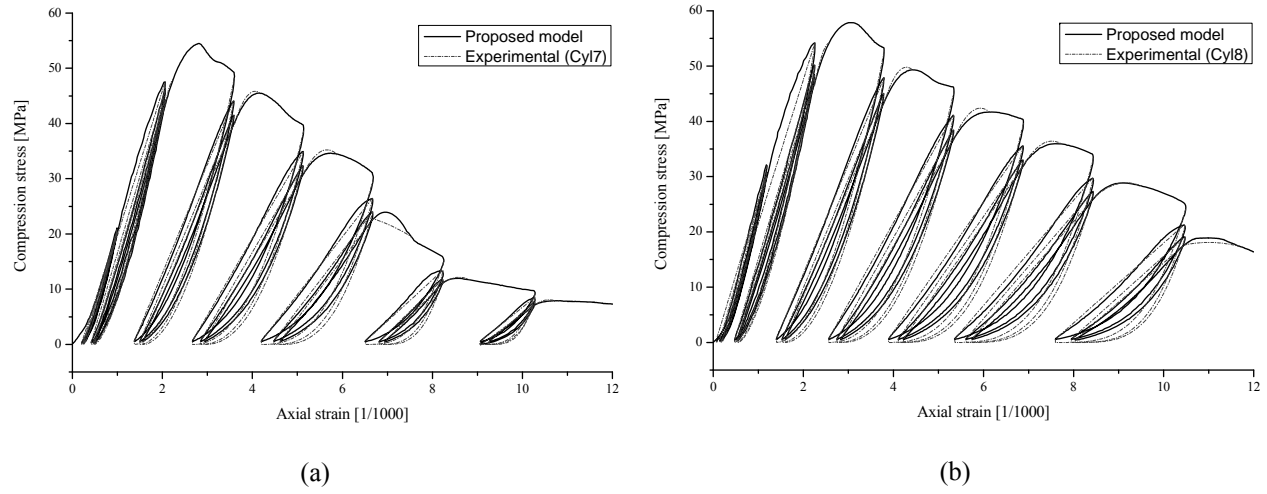 60
50
40
30
20
10
0
Compression stress [MPa]
0 2 4 6 8 10 12
Axial strain [1/1000]
Proposed model
Experimental (Cyl7)
(a)
60
50
40
30
20
10
0
Compression stress [MPa]
0 2 4 6 8 10 12
Axial strain [1/1000]
Proposed model
Experimental (Cyl8)
(b)